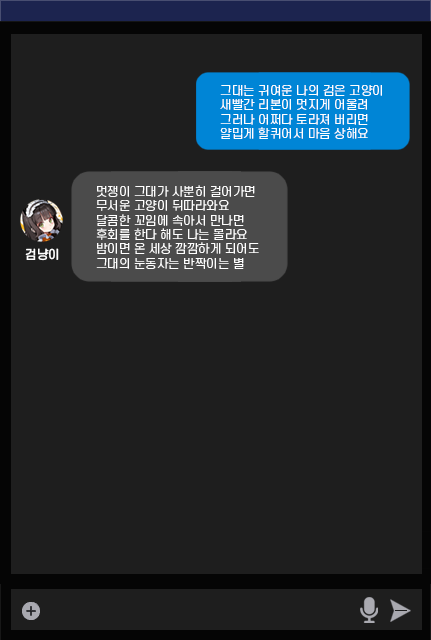 그대는 귀여운 나의 검은 고양이
새빨간 리본이 멋지게 어울려
그러나 어쩌다 토라져 버리면
얄밉게 할퀴어서 마음 상해요
멋쟁이 그대가 사뿐히 걸어가면
무서운 고양이 뒤따라와요
달콤한 꼬임에 속아서 만나면
후회를 한다 해도 나는 몰라요
밤이면 온 세상 깜깜하게 되어도
그대의 눈동자는 반짝이는 별
검냥이